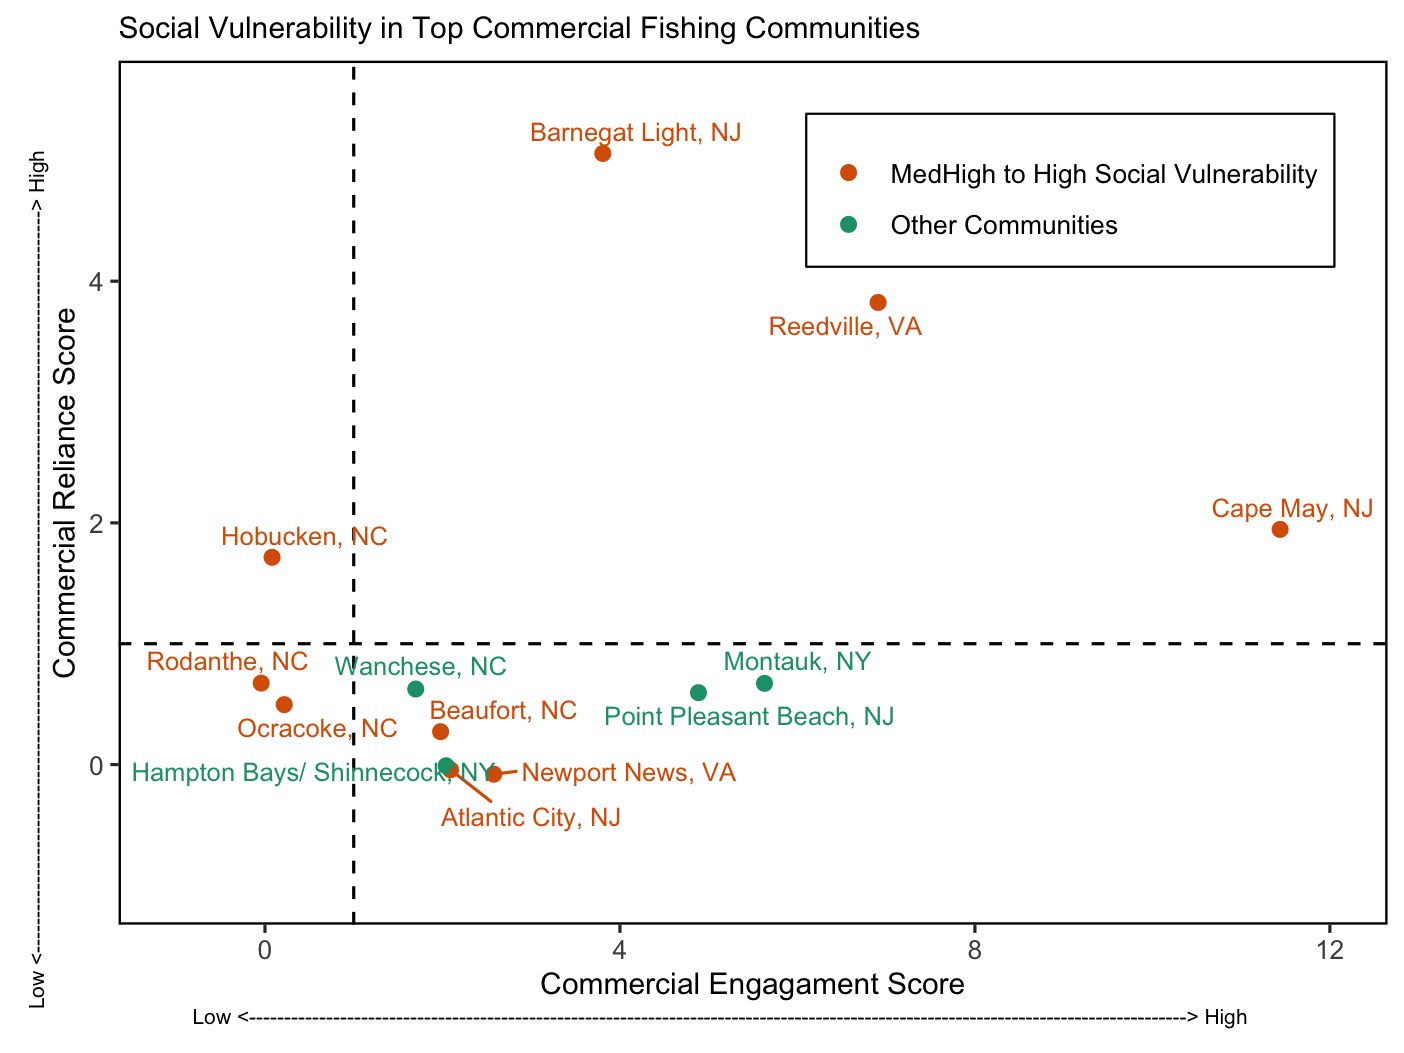 Social Vulnerability in Top Commercial Fishing Communities
Barnegat Light, NJ
MedHigh to High Social Vulnerability
Other Communities
Reedville, VA
Cape May, NJ
Hobucken, NC
Rodanthe, NC
Wanchese, NC
Montauk, NY
Beaufort, NC
Point Pleasant Beach, NJ
Ocracoke, NC
Hampton Bays/ Shinnecock, NY
Newport News, VA
Atlantic City, NJ
4
2
0
Commercial Reliance Score
Low <--------------------------------------------------------------------------------------------------------> High
0 4 8 12
Commercial Engagament Score
Low <--------------------------------------------------------------------------------------------------------------------------------------> High